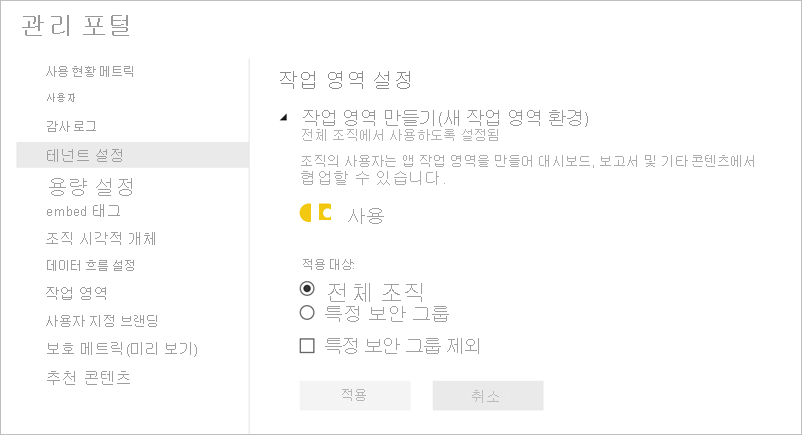 관리 포털
사용 현황 메트릭
사용자
감사 로그
테넌트 설정
용량 설정
embed 태그
조직 시각적 개체
데이터 흐름 설정
작업 영역
사용자 지정 브랜딩
보호 메트릭(미리 보기)
추천 콘텐츠
작업 영역 설정
작업 영역 만들기(새 작업 영역 환경)
전체 조직에서 사용하도록 설정됨
조직의 사용자는 앱 작업 영역을 만들어 대시보드, 보고서 및 기타 콘텐츠에서
협업할 수 있습니다.
사용
적용 대상:
전체 조직
특정 보안 그룹
특정 보안 그룹 제외
적용
취소